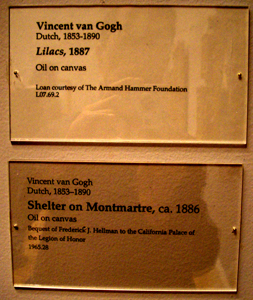 Vincent van Gogh
Dutch, 1853-1890
Lilacs, 1887
Oil on canvas
Loan courtesy of The Armand Hammer Foundation
L07.69.2
Vincent van Gogh
Dutch, 1853–1890
Shelter on Montmartre, ca. 1886
Oil on canvas
Bequest of Frederick J. Hellman to the California Palace of
the Legion of Honor
1965.28